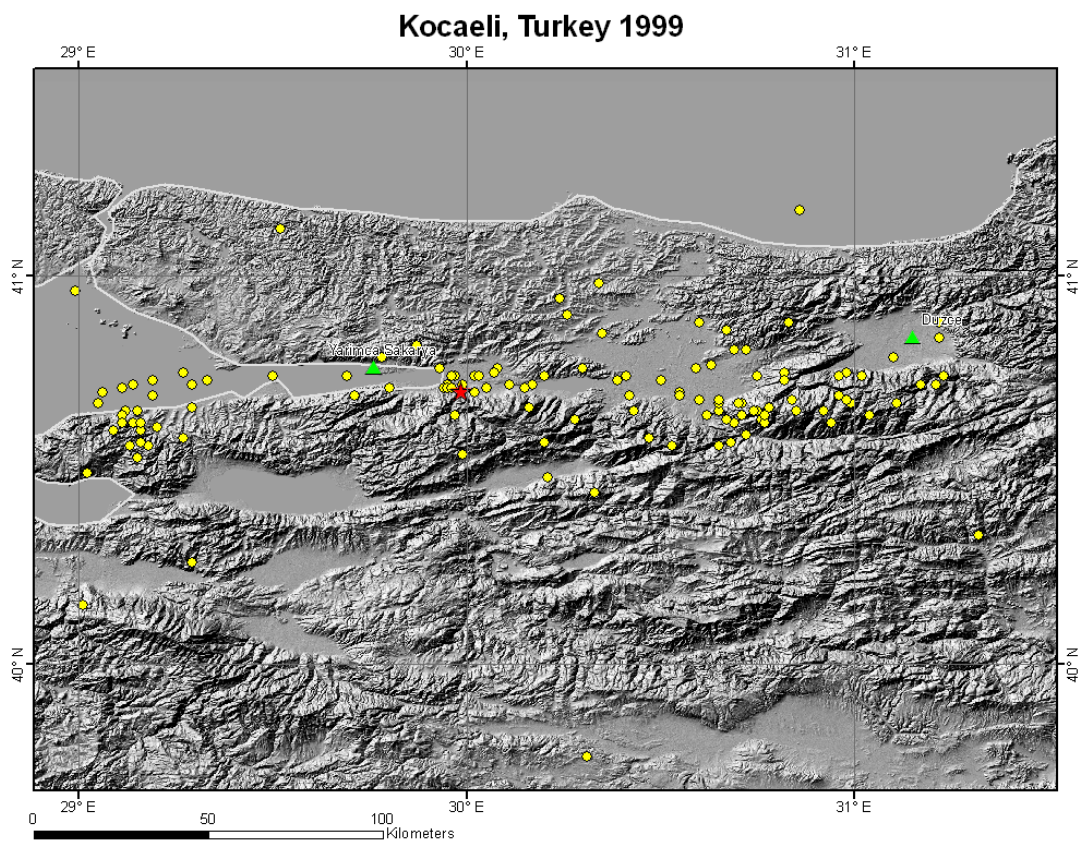 Kocaeli, Turkey 1999
29° E 30° E 31° E
41° N 41° N
Duzce
Yarimca Sakarya
40° N 40° N
29° E 30° E 31° E
0 50 100
Kilometers